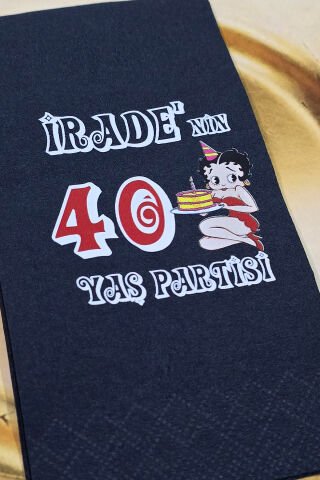 İRADE' NİN
40
YAŞ PARTİSİ